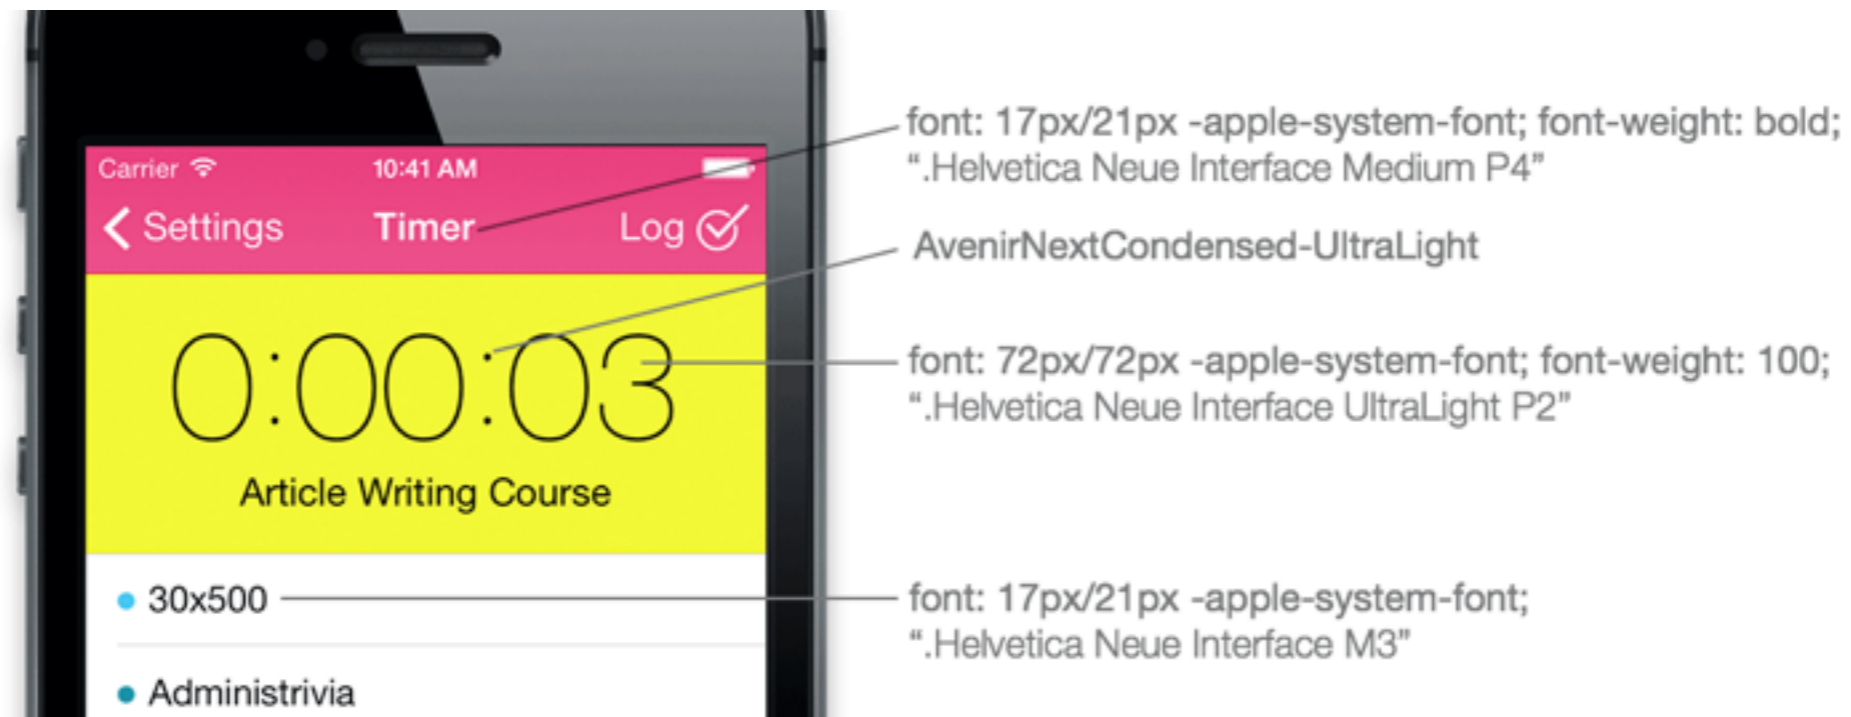 Carrier 10:41 AM
Settings Timer Log
0:00:03
Article Writing Course
30x500
Administrivia
font: 17px/21px -apple-system-font; font-weight: bold;
“.Helvetica Neue Interface Medium P4”
AvenirNextCondensed-UltraLight
font: 72px/72px -apple-system-font; font-weight: 100;
“.Helvetica Neue Interface UltraLight P2”
font: 17px/21px -apple-system-font;
“.Helvetica Neue Interface M3”